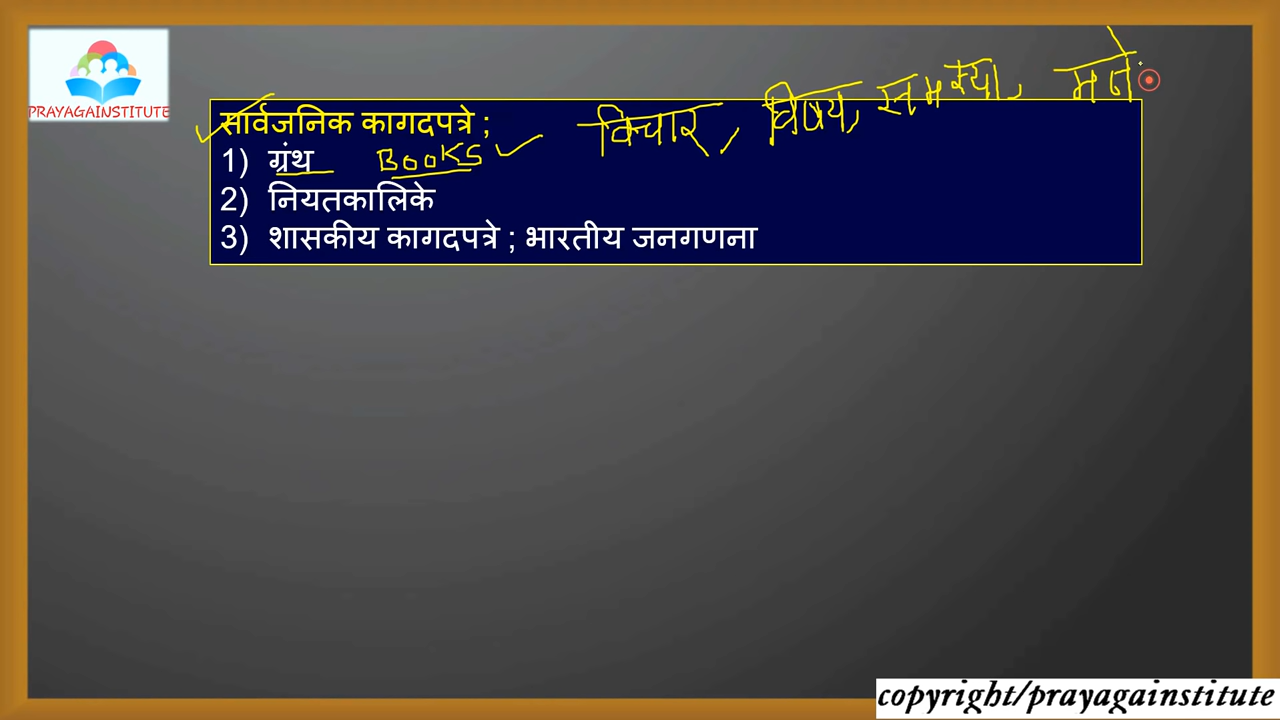 PRAYAGAINSTITUTE
सार्वजनिक कागदपत्रे ; विचार, विषय, समस्या, मते
1) ग्रंथ BOOKS
2) नियतकालिके
3) शासकीय कागदपत्रे ; भारतीय जनगणना
copyright/prayagainstitute